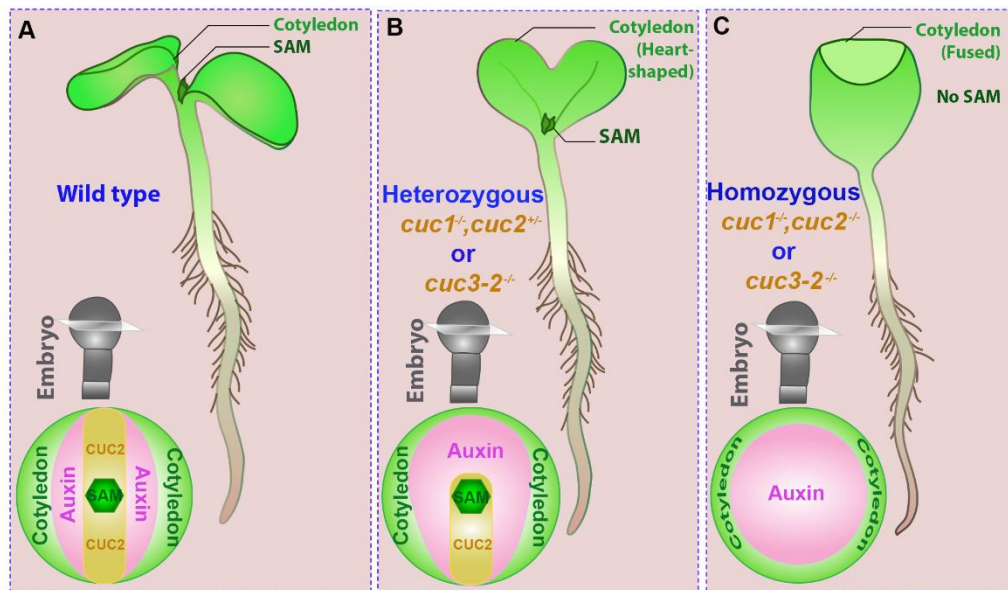 A
Cotyledon
SAM
Wild type
Embryo
Cotyledon
Auxin
CUC2
SAM
CUC2
Auxin
Cotyledon
B
Cotyledon
(Heart-
shaped)
SAM
Heterozygous
cuc1-/-,cuc2+/-
or
cuc3-2-/-
Embryo
Auxin
Cotyledon
SAM
CUC2
Cotyledon
C
Cotyledon
(Fused)
No SAM
Homozygous
cuc1-/-,cuc2-/-
or
cuc3-2-/-
Embryo
Cotyledon
Auxin
Cotyledon